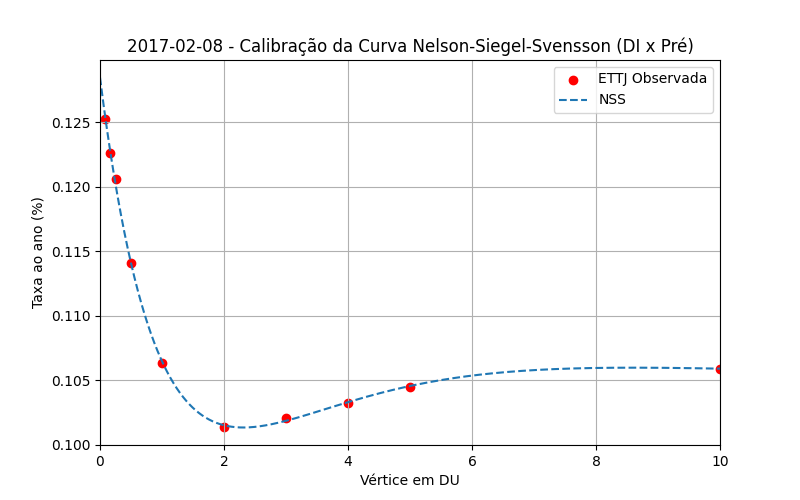 2017-02-08 - Calibração da Curva Nelson-Siegel-Svensson (DI x Pré)
ETTJ Observada
NSS
Taxa ao ano (%)
0.125
0.120
0.115
0.110
0.105
0.100
0 2 4 6 8 10
Vértice em DU